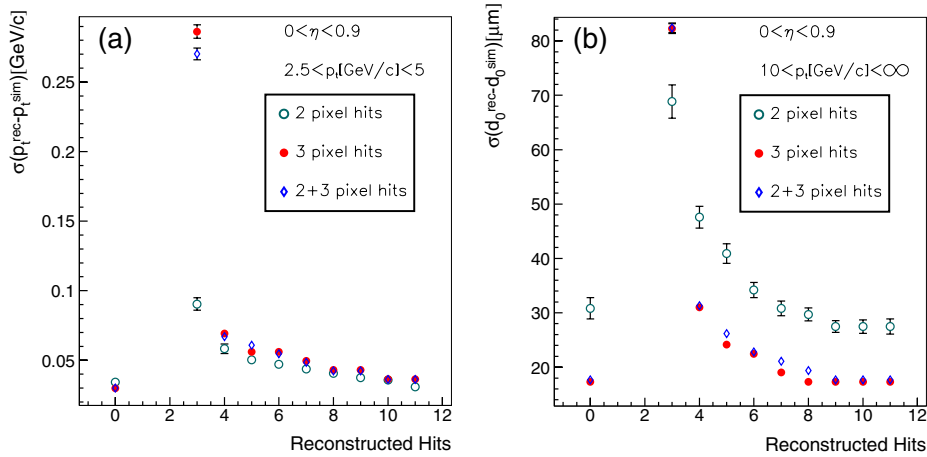 (a)
0<η<0.9
2.5<pt[GeV/c]<5
2 pixel hits
3 pixel hits
2+3 pixel hits
σ(pt^rec-pt^sim)[GeV/c]
0.25
0.2
0.15
0.1
0.05
0 2 4 6 8 10 12
Reconstructed Hits
(b)
0<η<0.9
10<pt[GeV/c]<∞
2 pixel hits
3 pixel hits
2+3 pixel hits
σ(d0^rec-d0^sim)[μm]
80
70
60
50
40
30
20
0 2 4 6 8 10 12
Reconstructed Hits